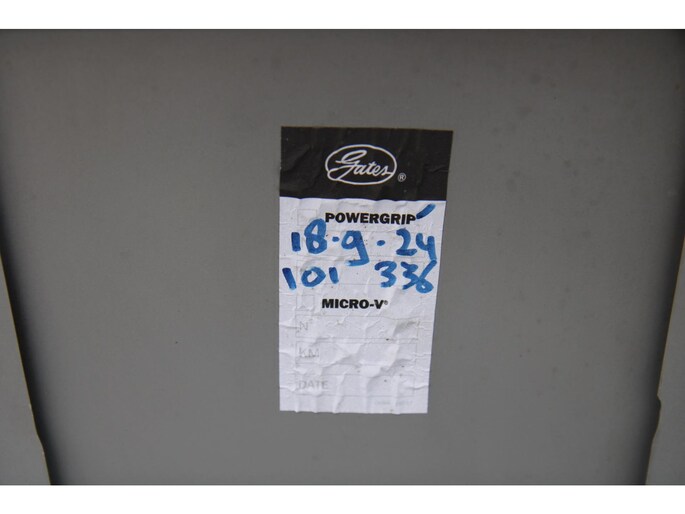 Gates®
POWERGRIP
18-9-24
101 336
MICRO-V®
N°
KM
DATE